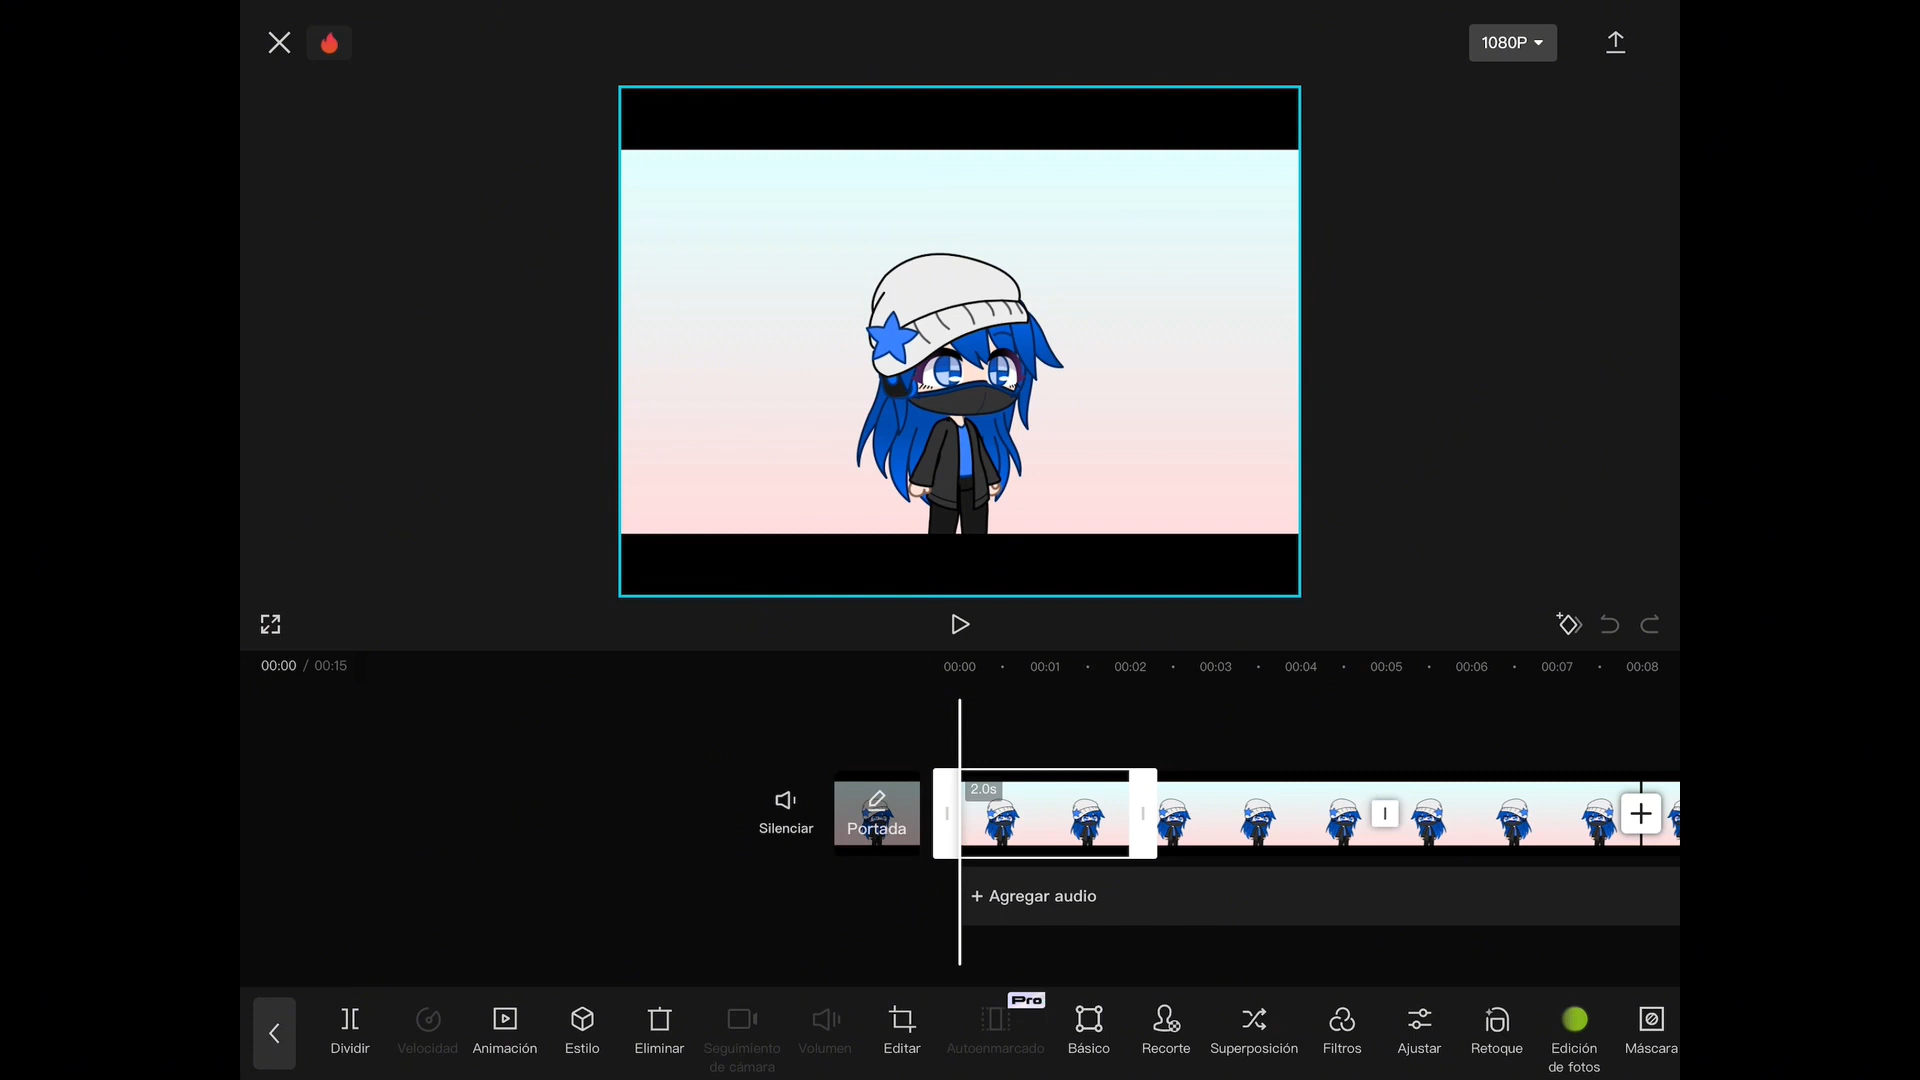 1080P
00:00 / 00:15
00:00 00:01 00:02 00:03 00:04 00:05 00:06 00:07 00:08
2.0s
Silenciar
Portada
+ Agregar audio
Pro
Dividir Velocidad Animación Estilo Eliminar Seguimiento de cámara Volumen Editar Autoenmarcado Básico Recorte Superposición Filtros Ajustar Retoque Edición de fotos Máscara